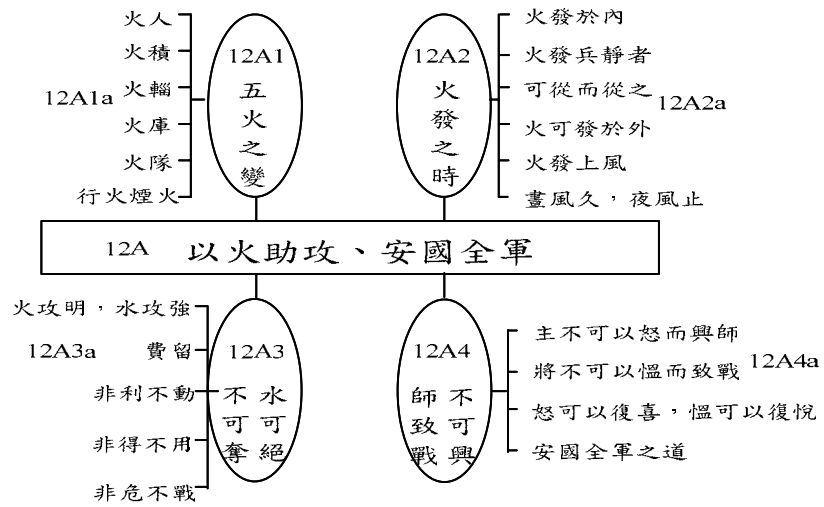 火人
火積
12A1a 火輜
火庫
火隊
行火煙火
12A1
五火之變
12A2
火發之時
火發於內
火發兵靜者
可從而從之
12A2a
火可發於外
火發上風
晝風久，夜風止
12A 以火助攻、安國全軍
火攻明，水攻強
12A3a 費留
非利不動
非得不用
非危不戰
12A3
水可絕
不可奪
12A4
不可興
師致戰
主不可以怒而興師
將不可以慍而致戰
12A4a
怒可以復喜，慍可以復悅
安國全軍之道